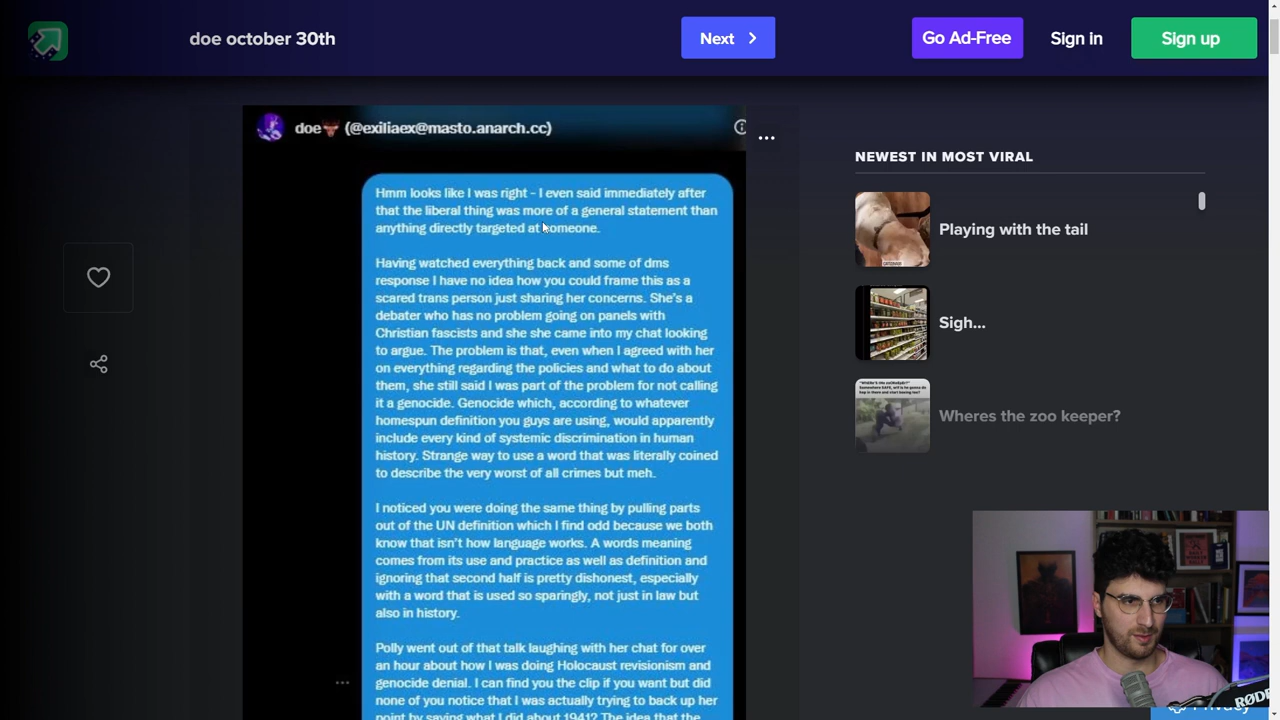 doe october 30th
Next
Go Ad-Free
Sign in
Sign up
doe (@exiliaex@masto.anarch.cc)
Hmm looks like I was right - I even said immediately after
that the liberal thing was more of a general statement than
anything directly targeted at someone.
Having watched everything back and some of dms
response I have no idea how you could frame this as a
scared trans person just sharing her concerns. She's a
debater who has no problem going on panels with
Christian fascists and she she came into my chat looking
to argue. The problem is that, even when I agreed with her
on everything regarding the policies and what to do about
them, she still said I was part of the problem for not calling
it a genocide. Genocide which, according to whatever
homespun definition you guys are using, would apparently
include every kind of systemic discrimination in human
history. Strange way to use a word that was literally coined
to describe the very worst of all crimes but meh.
I noticed you were doing the same thing by pulling parts
out of the UN definition which I find odd because we both
know that isn't how language works. A words meaning
comes from its use and practice as well as definition and
ignoring that second half is pretty dishonest, especially
with a word that is used so sparingly, not just in law but
also in history.
Polly went out of that talk laughing with her chat for over
an hour about how I was doing Holocaust revisionism and
genocide denial. I can find you the clip if you want but did
none of you notice that I was actually trying to back up her
point by saying what I did about 1941? The idea that the
NEWEST IN MOST VIRAL
Playing with the tail
Sigh...
Wheres the zoo keeper?
RØDE
Privacy